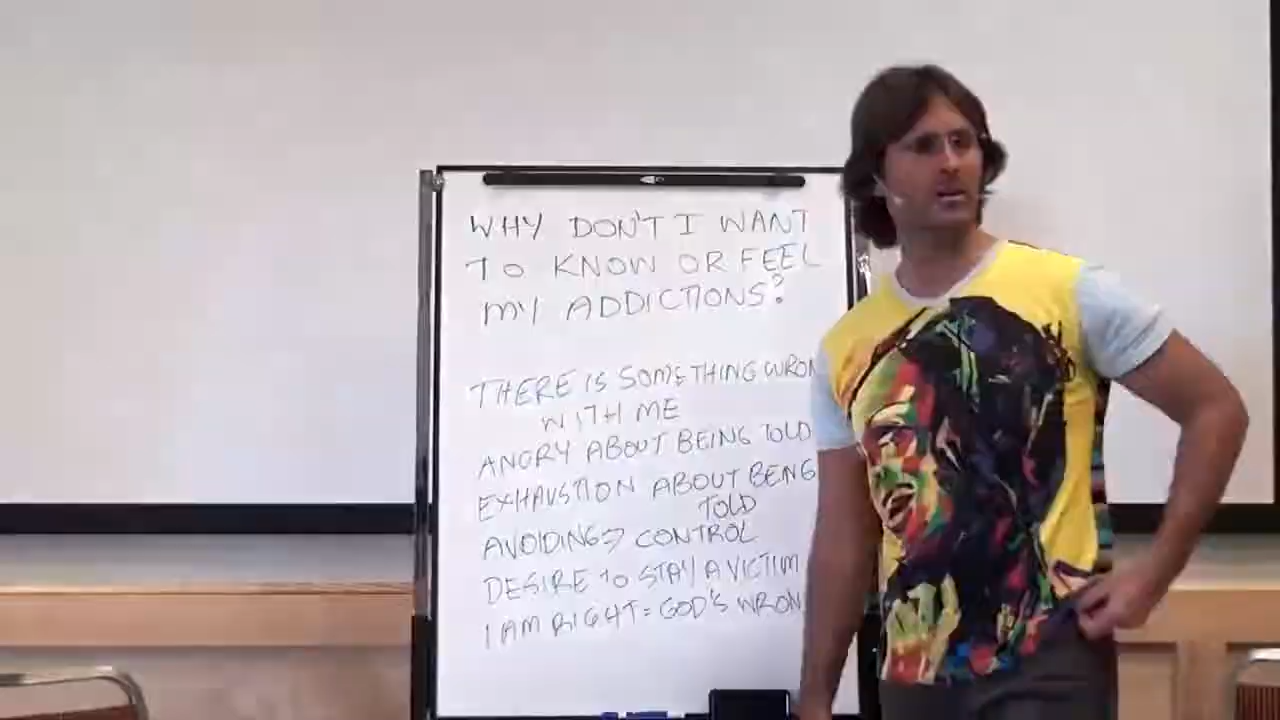 WHY DON'T I WANT
TO KNOW OR FEEL
MY ADDICTIONS?
THERE IS SOMETHING WRON
WITH ME
ANGRY ABOUT BEING TOLD
EXHAUSTION ABOUT BEING
TOLD
AVOIDING ⇒ CONTROL
DESIRE TO STAY A VICTIM
I AM RIGHT = GOD'S WRON